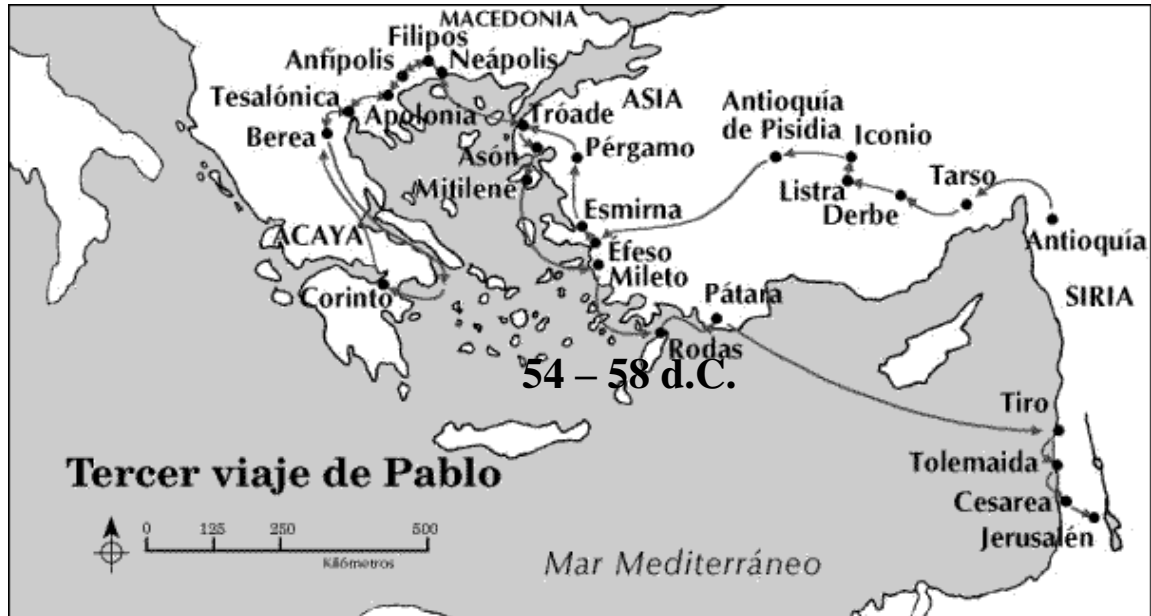 MACEDONIA
Filipos
Anfípolis
Neápolis
Tesalónica
Apolonia
Berea
Tróade
ASIA
Antioquía
de Pisidia
Iconio
Asón
Pérgamo
Mitilene
Listra
Derbe
Tarso
Esmirna
Antioquía
ACAYA
Éfeso
Mileto
Corinto
Pátara
SIRIA
Rodas
54 – 58 d.C.
Tiro
Tercer viaje de Pablo
Tolemaida
Cesarea
Jerusalén
0 125 250 500
Kilómetros
Mar Mediterráneo